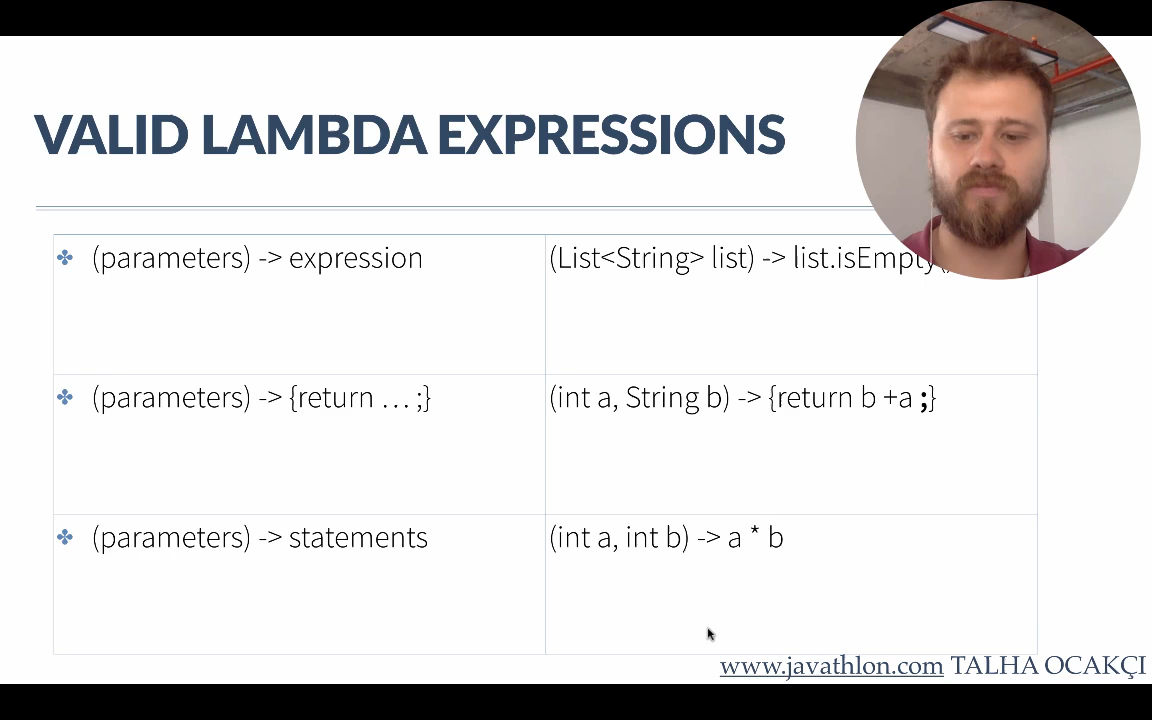 VALID LAMBDA EXPRESSIONS
(parameters) -> expression
(List<String> list) -> list.isEmpty(
(parameters) -> {return … ;}
(int a, String b) -> {return b +a ;}
(parameters) -> statements
(int a, int b) -> a * b
www.javathlon.com TALHA OCAKÇI